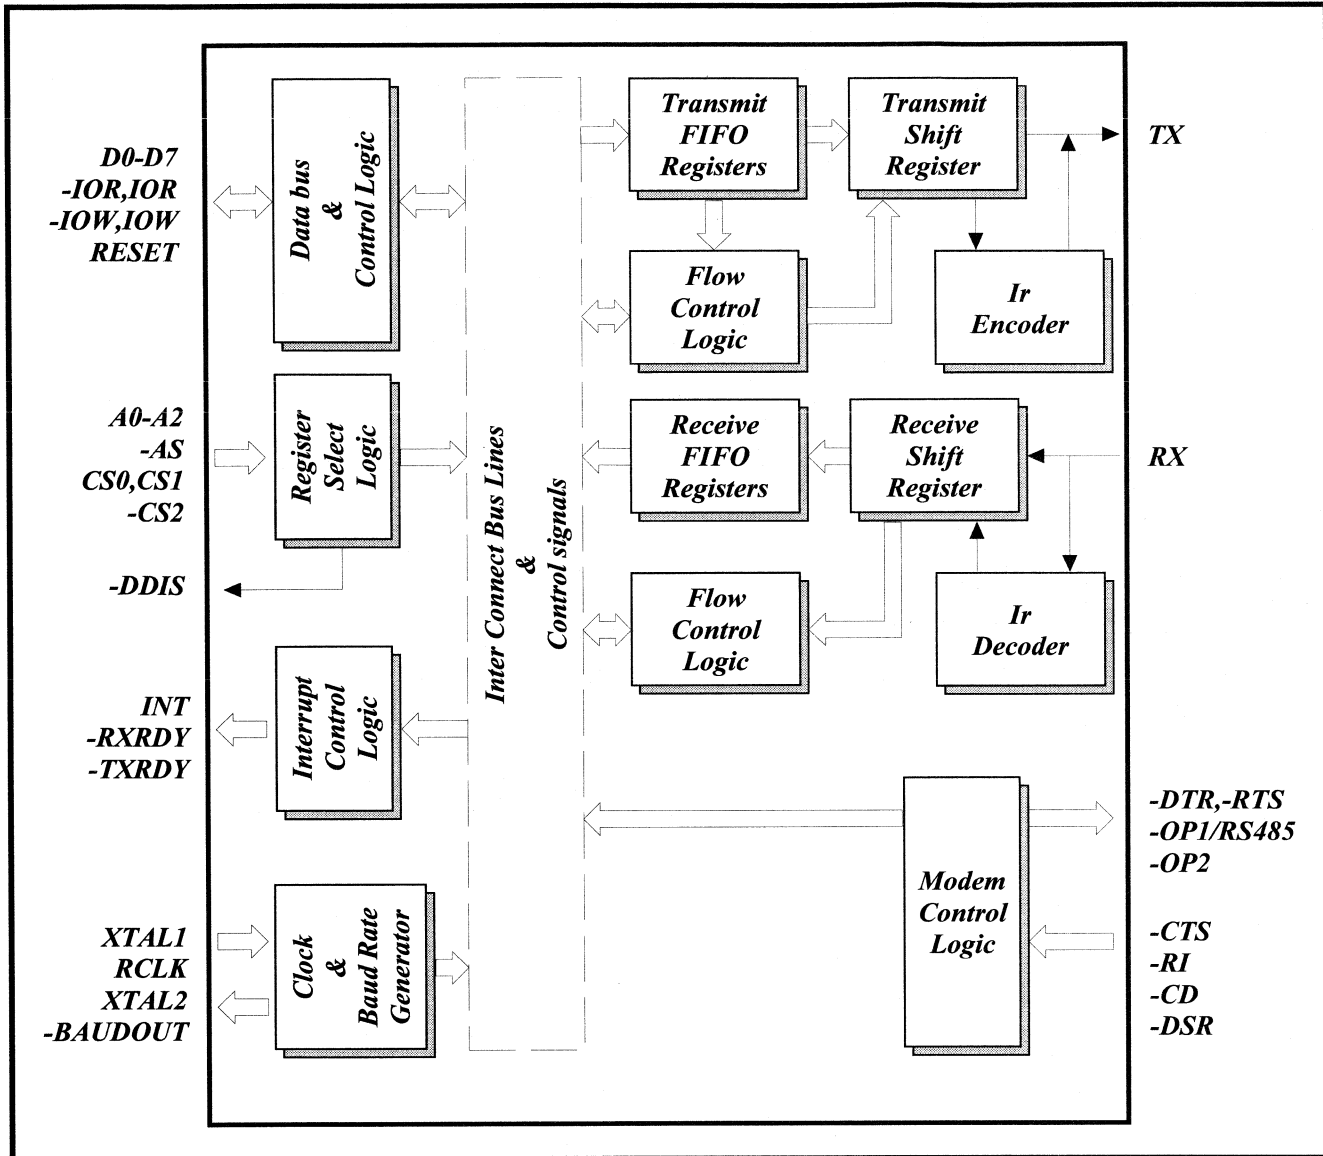 D0-D7
-IOR,IOR
-IOW,IOW
RESET
Data bus
&
Control Logic
A0-A2
-AS
CS0,CS1
-CS2
Register
Select
Logic
-DDIS
INT
-RXRDY
-TXRDY
Interrupt
Control
Logic
XTAL1
RCLK
XTAL2
-BAUDOUT
Clock
&
Baud Rate
Generator
Inter Connect Bus Lines
&
Control signals
Transmit
FIFO
Registers
Transmit
Shift
Register
TX
Flow
Control
Logic
Ir
Encoder
Receive
FIFO
Registers
Receive
Shift
Register
RX
Flow
Control
Logic
Ir
Decoder
Modem
Control
Logic
-DTR,-RTS
-OP1/RS485
-OP2
-CTS
-RI
-CD
-DSR